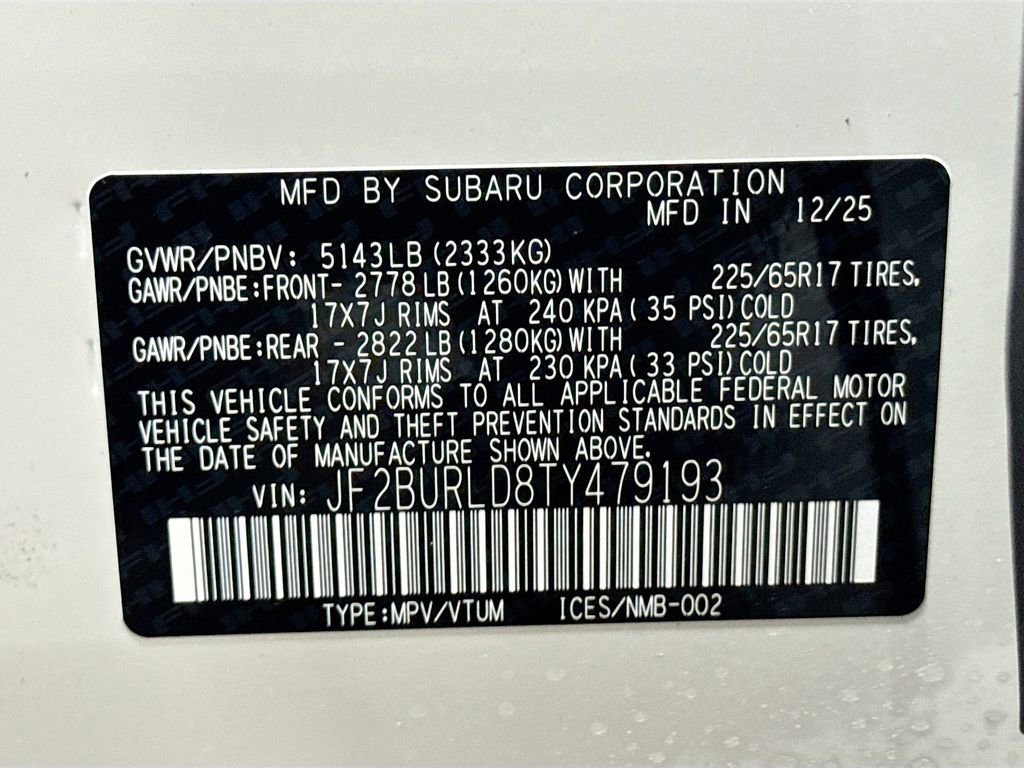 MFD BY SUBARU CORPORATION
MFD IN 12/25
GVWR/PNBV: 5143LB (2333KG)
GAWR/PNBE:FRONT- 2778 LB (1260KG) WITH 225/65R17 TIRES,
17X7J RIMS AT 240 KPA( 35 PSI) COLD
GAWR/PNBE:REAR - 2822 LB (1280KG) WITH 225/65R17 TIRES,
17X7J RIMS AT 230 KPA( 33 PSI) COLD
THIS VEHICLE CONFORMS TO ALL APPLICABLE FEDERAL MOTOR
VEHICLE SAFETY AND THEFT PREVENTION STANDARDS IN EFFECT ON
THE DATE OF MANUFACTURE SHOWN ABOVE.
VIN: JF2BURLD8TY479193
TYPE:MPV/VTUM ICES/NMB-002